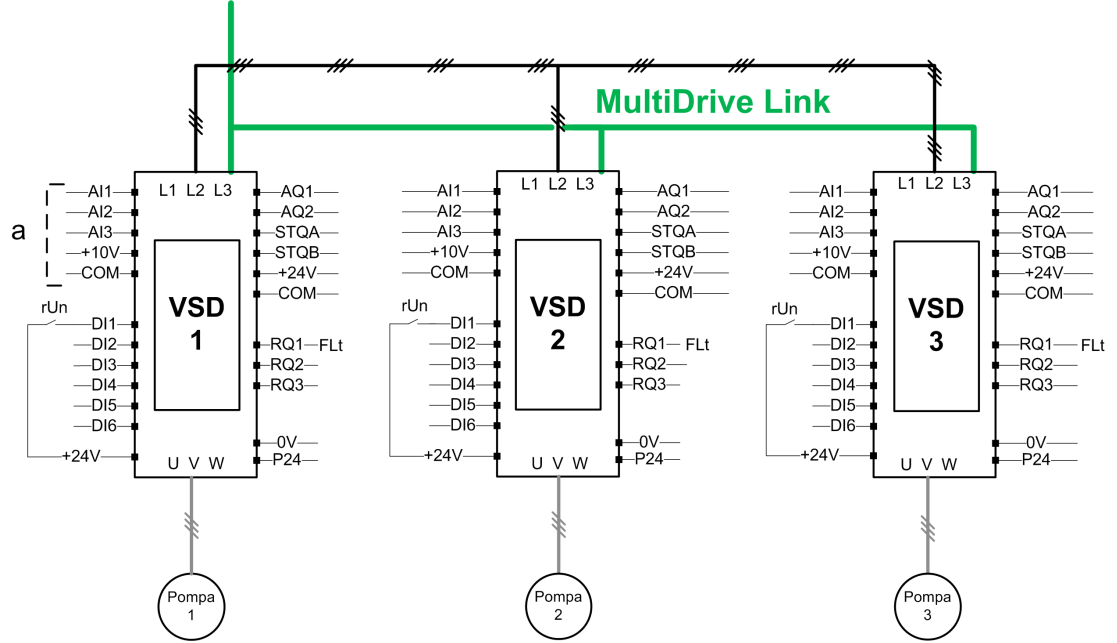 MultiDrive Link
L1 L2 L3
AI1
AI2
AI3
+10V
COM
a
rUn
DI1
DI2
DI3
DI4
DI5
DI6
+24V
VSD
1
AQ1
AQ2
STQA
STQB
+24V
COM
RQ1 FLt
RQ2
RQ3
0V
P24
U V W
Pompa
1
L1 L2 L3
AI1
AI2
AI3
+10V
COM
rUn
DI1
DI2
DI3
DI4
DI5
DI6
+24V
VSD
2
AQ1
AQ2
STQA
STQB
+24V
COM
RQ1 FLt
RQ2
RQ3
0V
P24
U V W
Pompa
2
L1 L2 L3
AI1
AI2
AI3
+10V
COM
rUn
DI1
DI2
DI3
DI4
DI5
DI6
+24V
VSD
3
AQ1
AQ2
STQA
STQB
+24V
COM
RQ1 FLt
RQ2
RQ3
0V
P24
U V W
Pompa
3